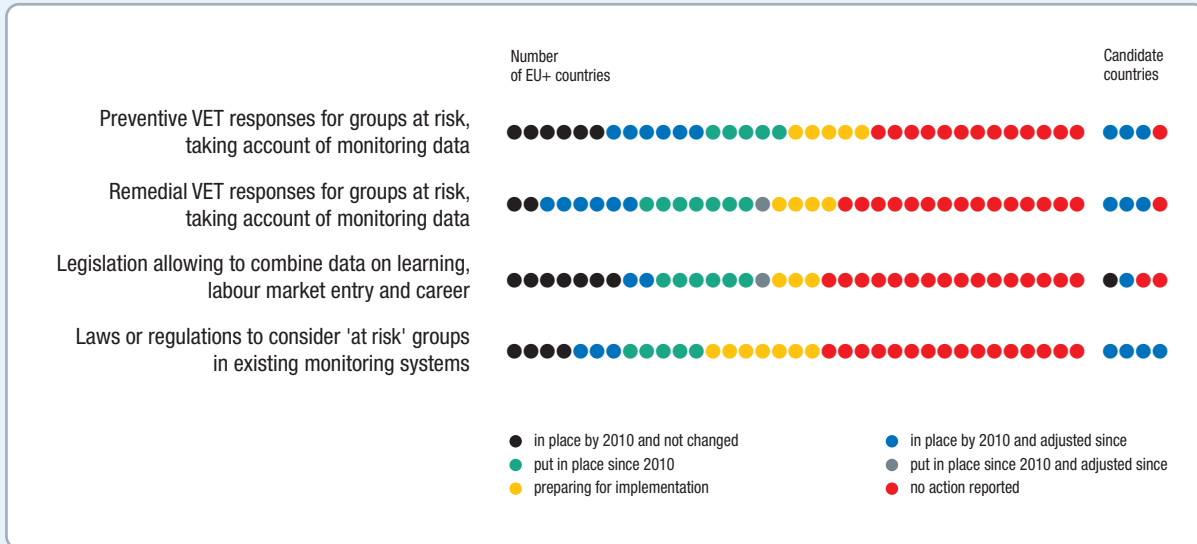 Number
of EU+ countries
Candidate
countries
Preventive VET responses for groups at risk,
taking account of monitoring data
Remedial VET responses for groups at risk,
taking account of monitoring data
Legislation allowing to combine data on learning,
labour market entry and career
Laws or regulations to consider 'at risk' groups
in existing monitoring systems
in place by 2010 and not changed
in place by 2010 and adjusted since
put in place since 2010
put in place since 2010 and adjusted since
preparing for implementation
no action reported